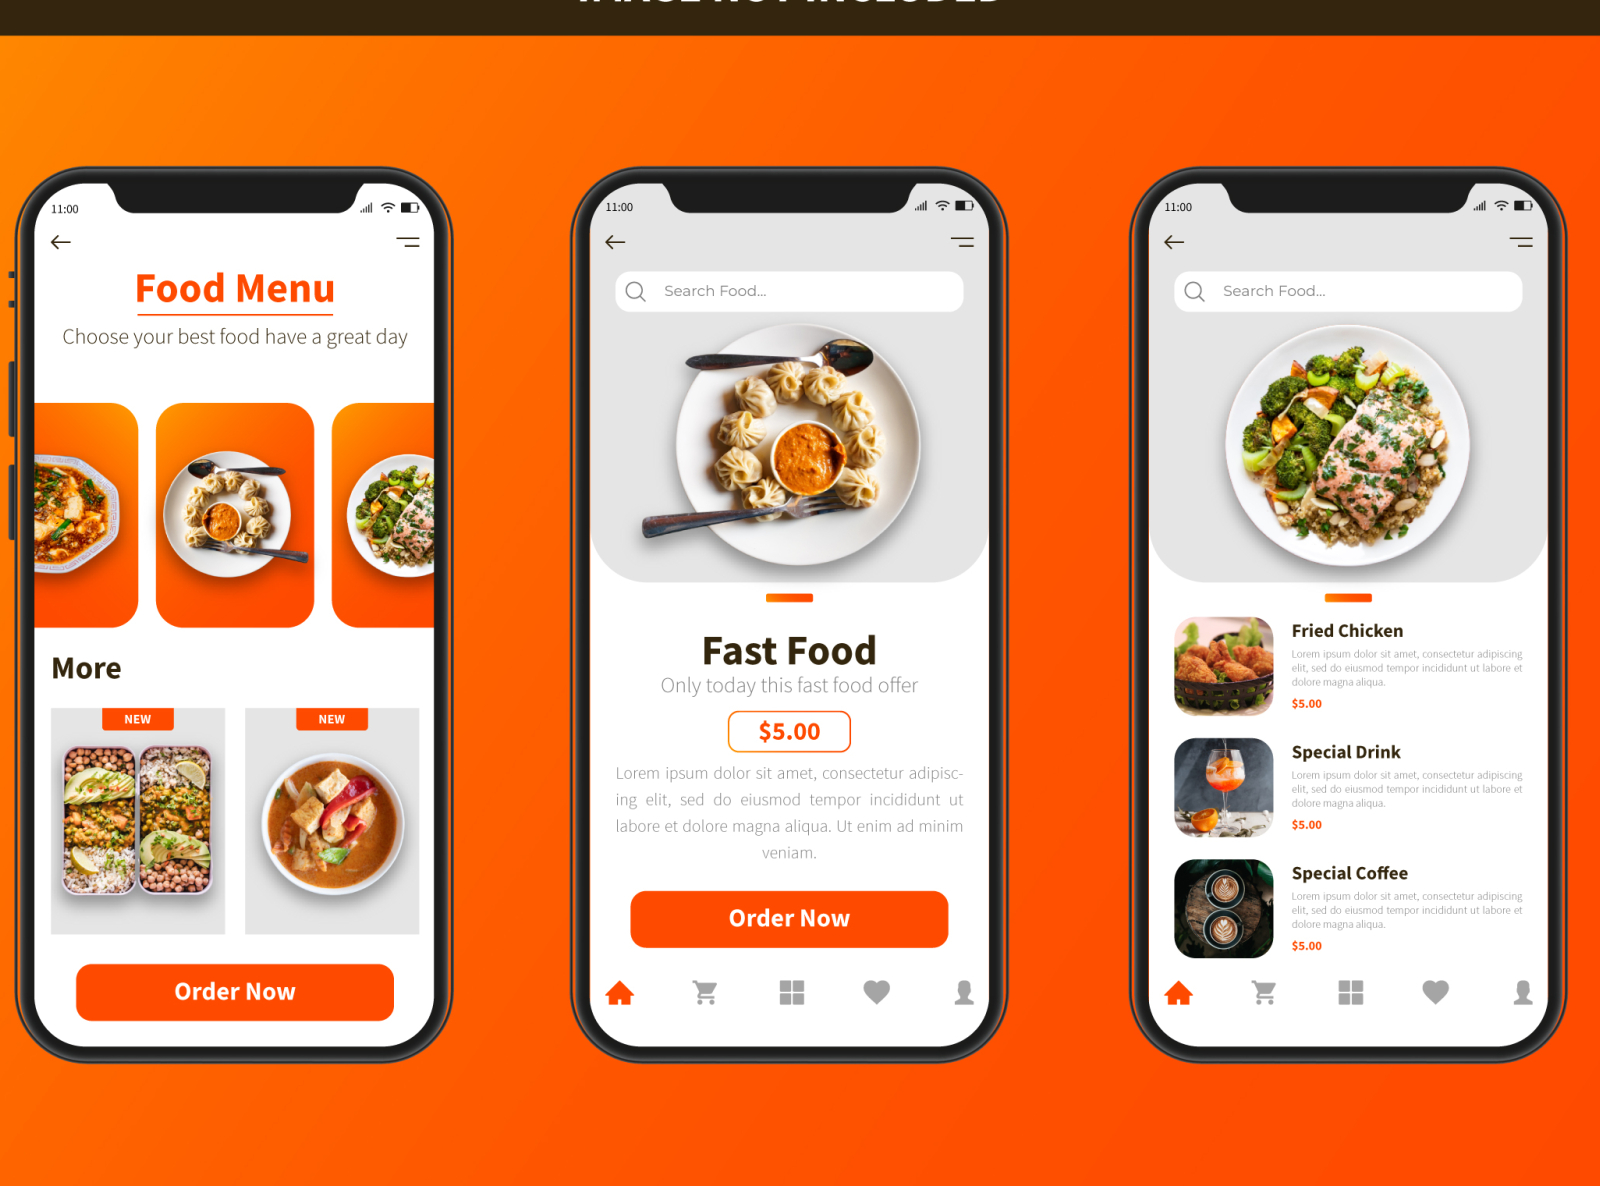 IMAGE NOT INCLUDED
11:00
Food Menu
Choose your best food have a great day
More
NEW
NEW
Order Now
11:00
Search Food...
Fast Food
Only today this fast food offer
$5.00
Lorem ipsum dolor sit amet, consectetur adipisc-
ing elit, sed do eiusmod tempor incididunt ut
labore et dolore magna aliqua. Ut enim ad minim
veniam.
Order Now
11:00
Search Food...
Fried Chicken
Lorem ipsum dolor sit amet, consectetur adipiscing
elit, sed do eiusmod tempor incididunt ut labore et
dolore magna aliqua.
$5.00
Special Drink
Lorem ipsum dolor sit amet, consectetur adipiscing
elit, sed do eiusmod tempor incididunt ut labore et
dolore magna aliqua.
$5.00
Special Coffee
Lorem ipsum dolor sit amet, consectetur adipiscing
elit, sed do eiusmod tempor incididunt ut labore et
dolore magna aliqua.
$5.00